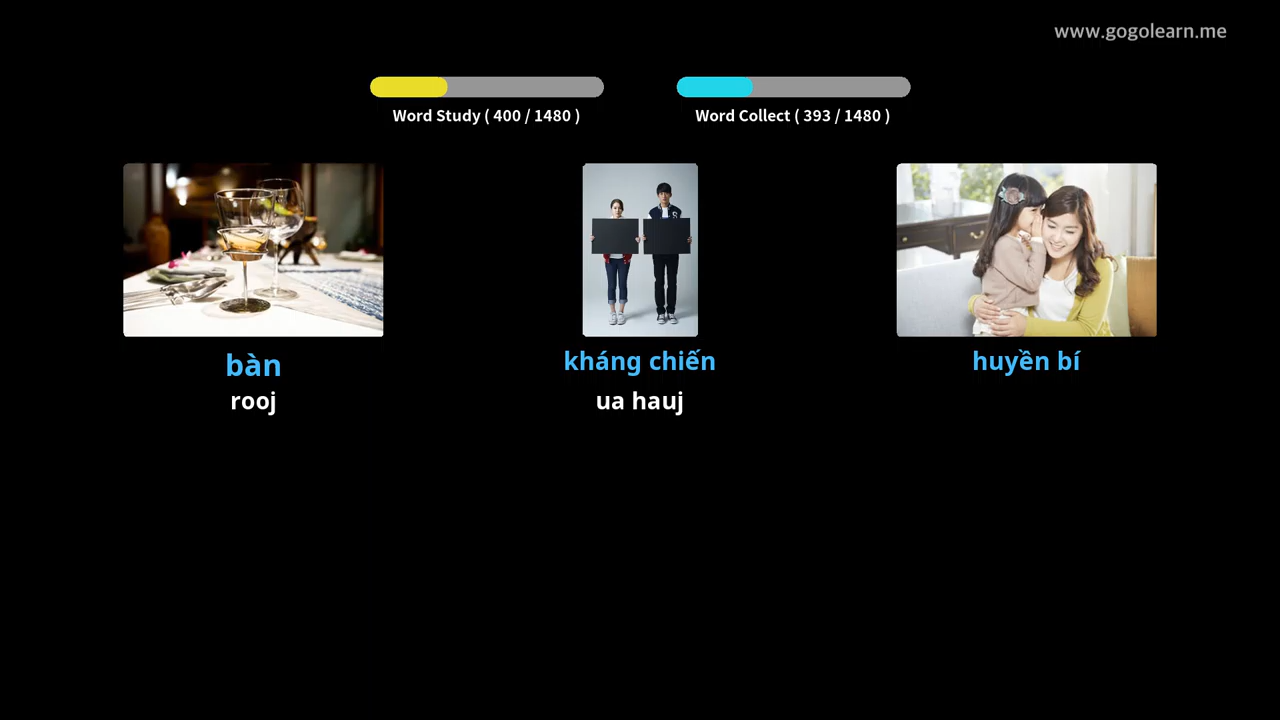 www.gogolearn.me
Word Study ( 400 / 1480 )
Word Collect ( 393 / 1480 )
bàn
rooj
kháng chiến
ua hauj
huyền bí